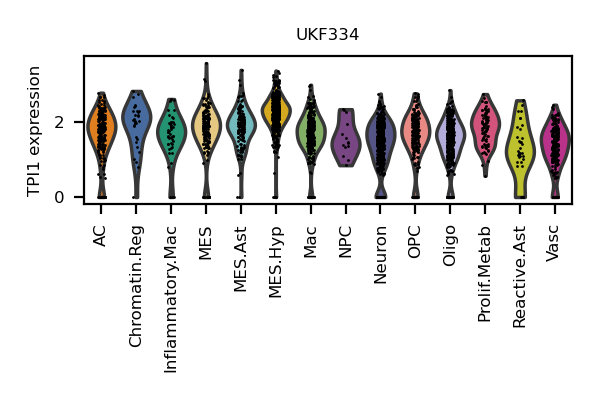 UKF334
TPI1 expression
2
0
AC
Chromatin.Reg
Inflammatory.Mac
MES
MES.Ast
MES.Hyp
Mac
NPC
Neuron
OPC
Oligo
Prolif.Metab
Reactive.Ast
Vasc